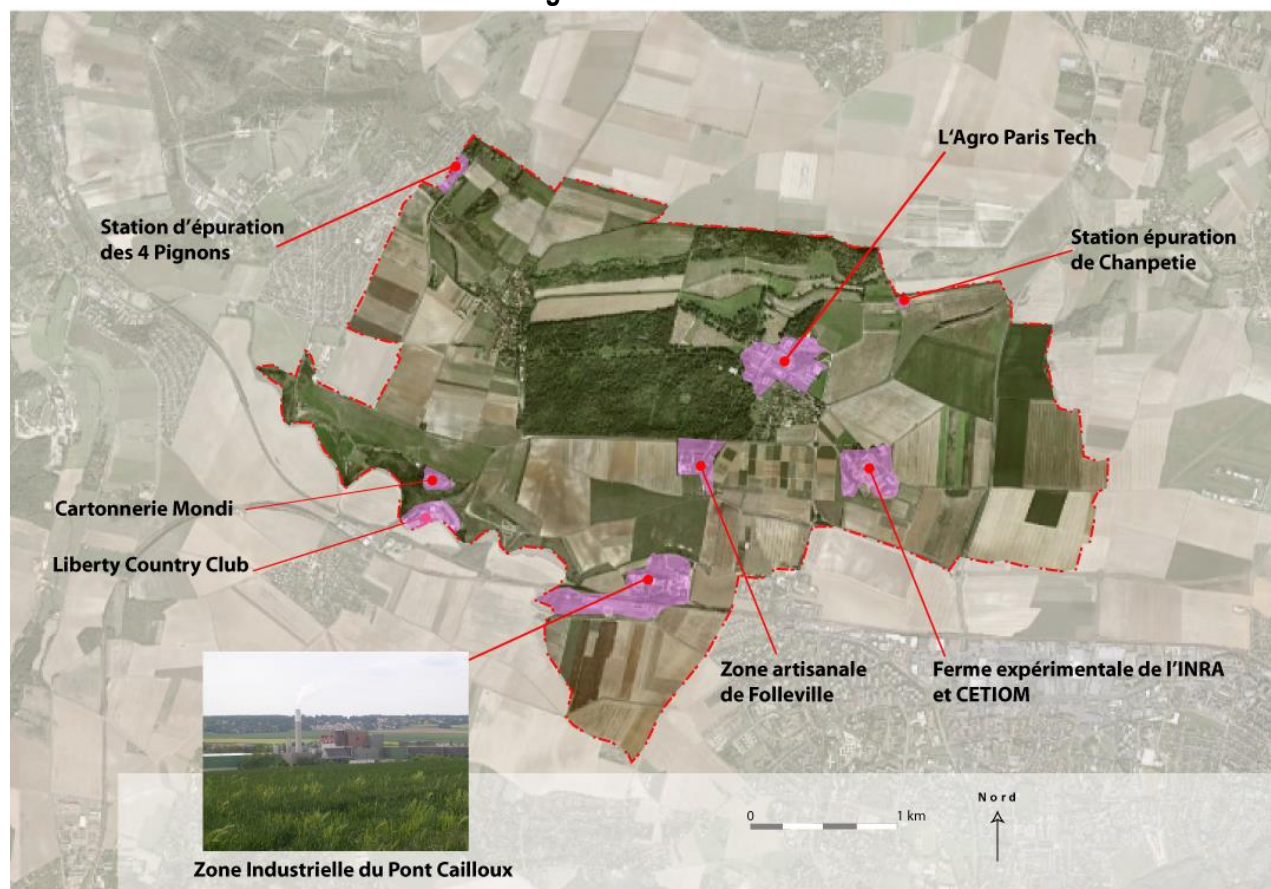 L'Agro Paris Tech
Station d'épuration
des 4 Pignons
Station épuration
de Chanpetie
Cartonnerie Mondi
Liberty Country Club
Zone artisanale
de Folleville
Ferme expérimentale de l'INRA
et CETIOM
Nord
0 1 km
Zone Industrielle du Pont Cailloux